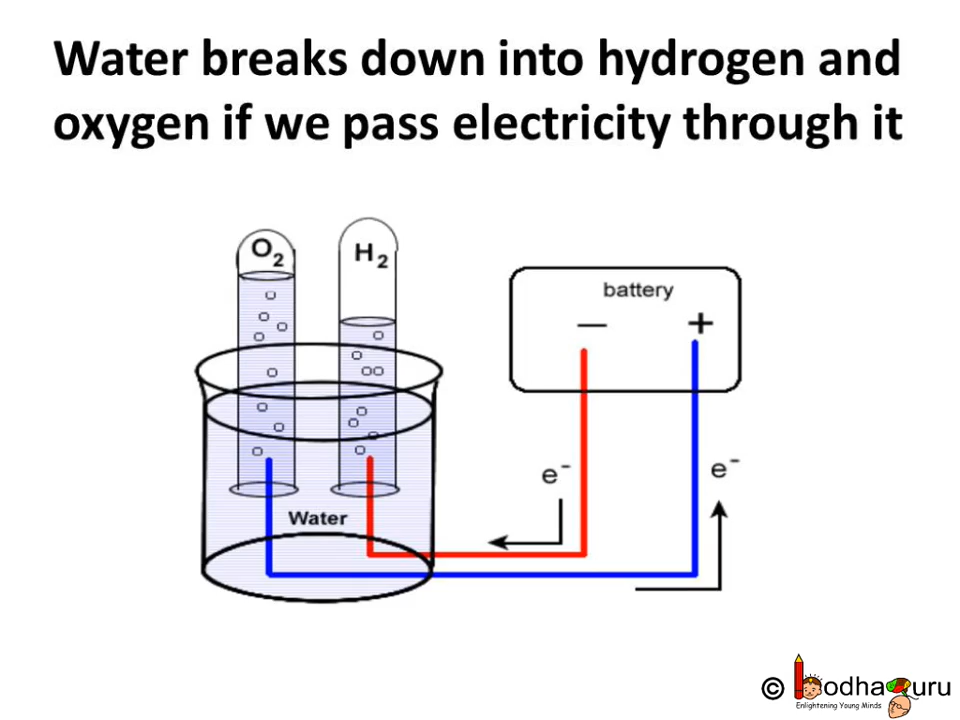 Water breaks down into hydrogen and
oxygen if we pass electricity through it
O2
H2
battery
— +
e-
e-
Water
© bodhaguru
Enlightening Young Minds